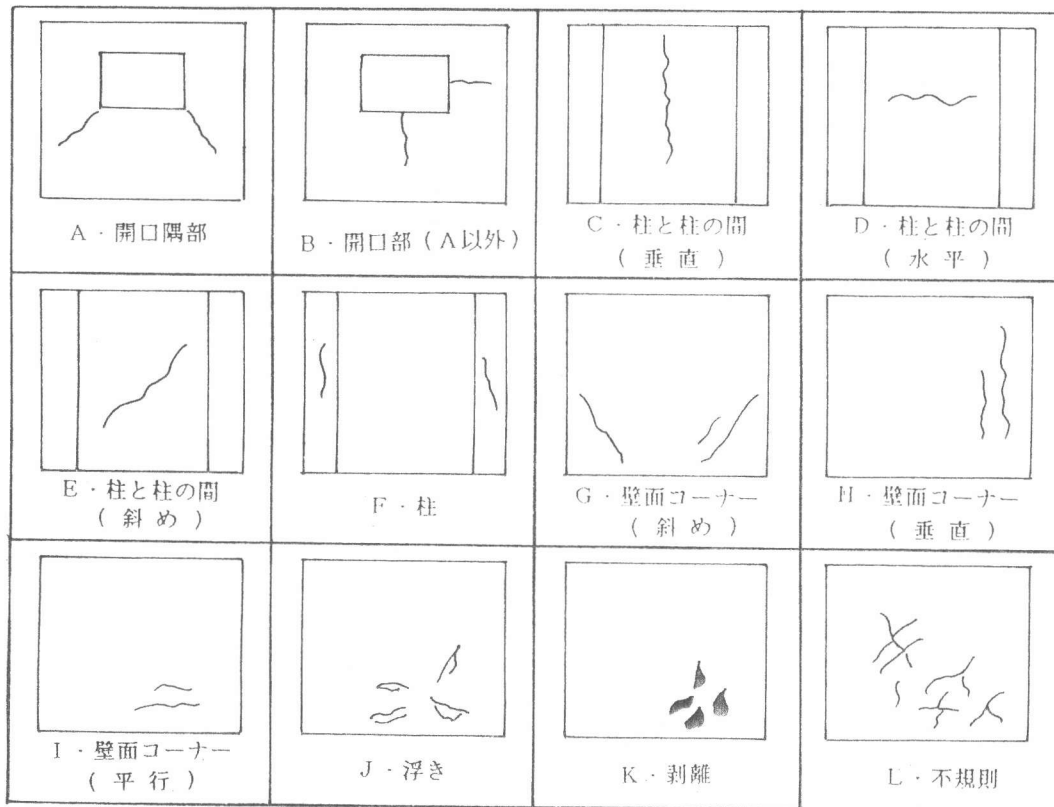 A・開口隅部
B・開口部(A以外)
C・柱と柱の間
(垂直)
D・柱と柱の間
(水平)
E・柱と柱の間
(斜め)
F・柱
G・壁面コーナー
(斜め)
H・壁面コーナー
(垂直)
I・壁面コーナー
(平行)
J・浮き
K・剥離
L・不規則